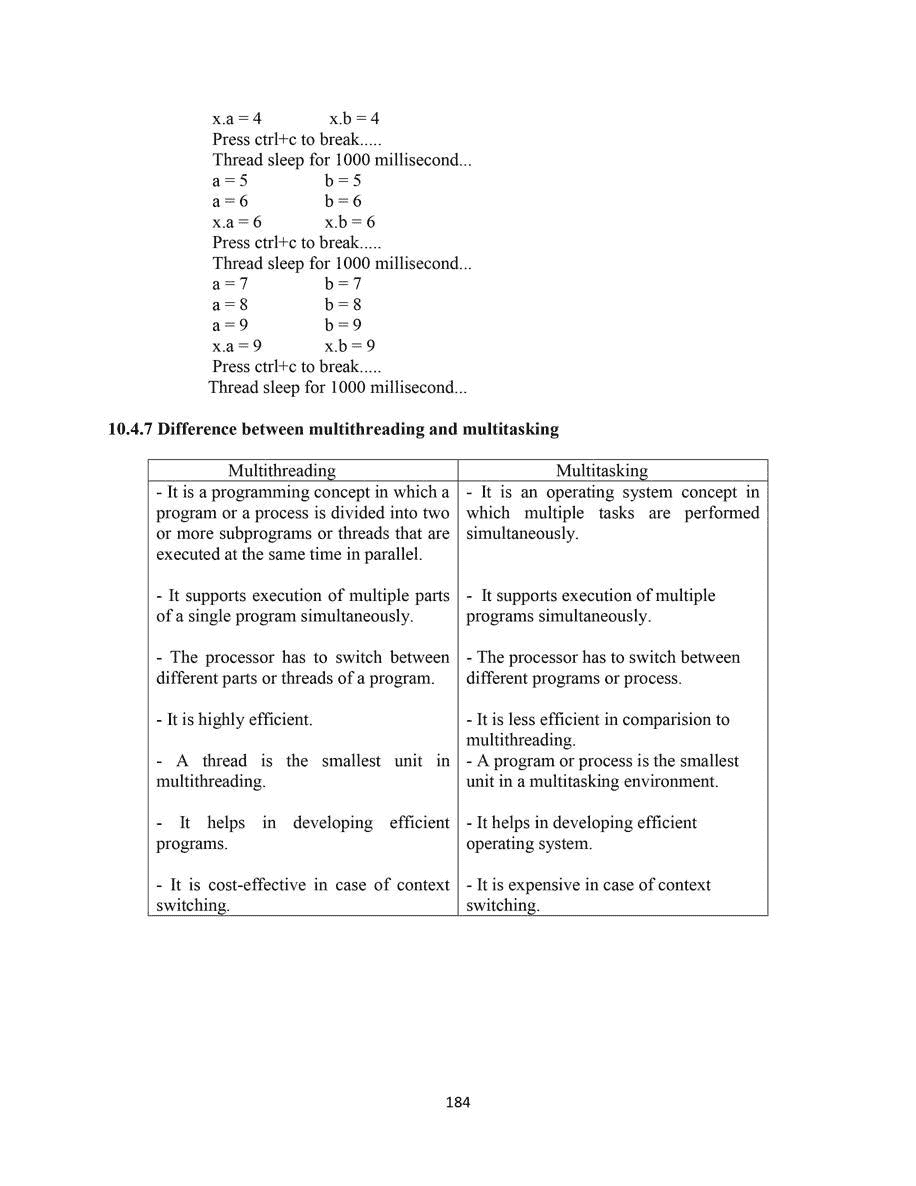 x.a = 4 x.b = 4
Press ctrl+c to break.....
Thread sleep for 1000 millisecond...
a = 5 b = 5
a = 6 b = 6
x.a = 6 x.b = 6
Press ctrl+c to break.....
Thread sleep for 1000 millisecond...
a = 7 b = 7
a = 8 b = 8
a = 9 b = 9
x.a = 9 x.b = 9
Press ctrl+c to break.....
Thread sleep for 1000 millisecond...
10.4.7 Difference between multithreading and multitasking
Multithreading Multitasking
- It is a programming concept in which a - It is an operating system concept in
program or a process is divided into two which multiple tasks are performed
or more subprograms or threads that are simultaneously.
executed at the same time in parallel.
- It supports execution of multiple parts - It supports execution of multiple
of a single program simultaneously. programs simultaneously.
- The processor has to switch between - The processor has to switch between
different parts or threads of a program. different programs or process.
- It is highly efficient. - It is less efficient in comparision to
multithreading.
- A thread is the smallest unit in - A program or process is the smallest
multithreading. unit in a multitasking environment.
- It helps in developing efficient - It helps in developing efficient
programs. operating system.
- It is cost-effective in case of context - It is expensive in case of context
switching. switching.
184